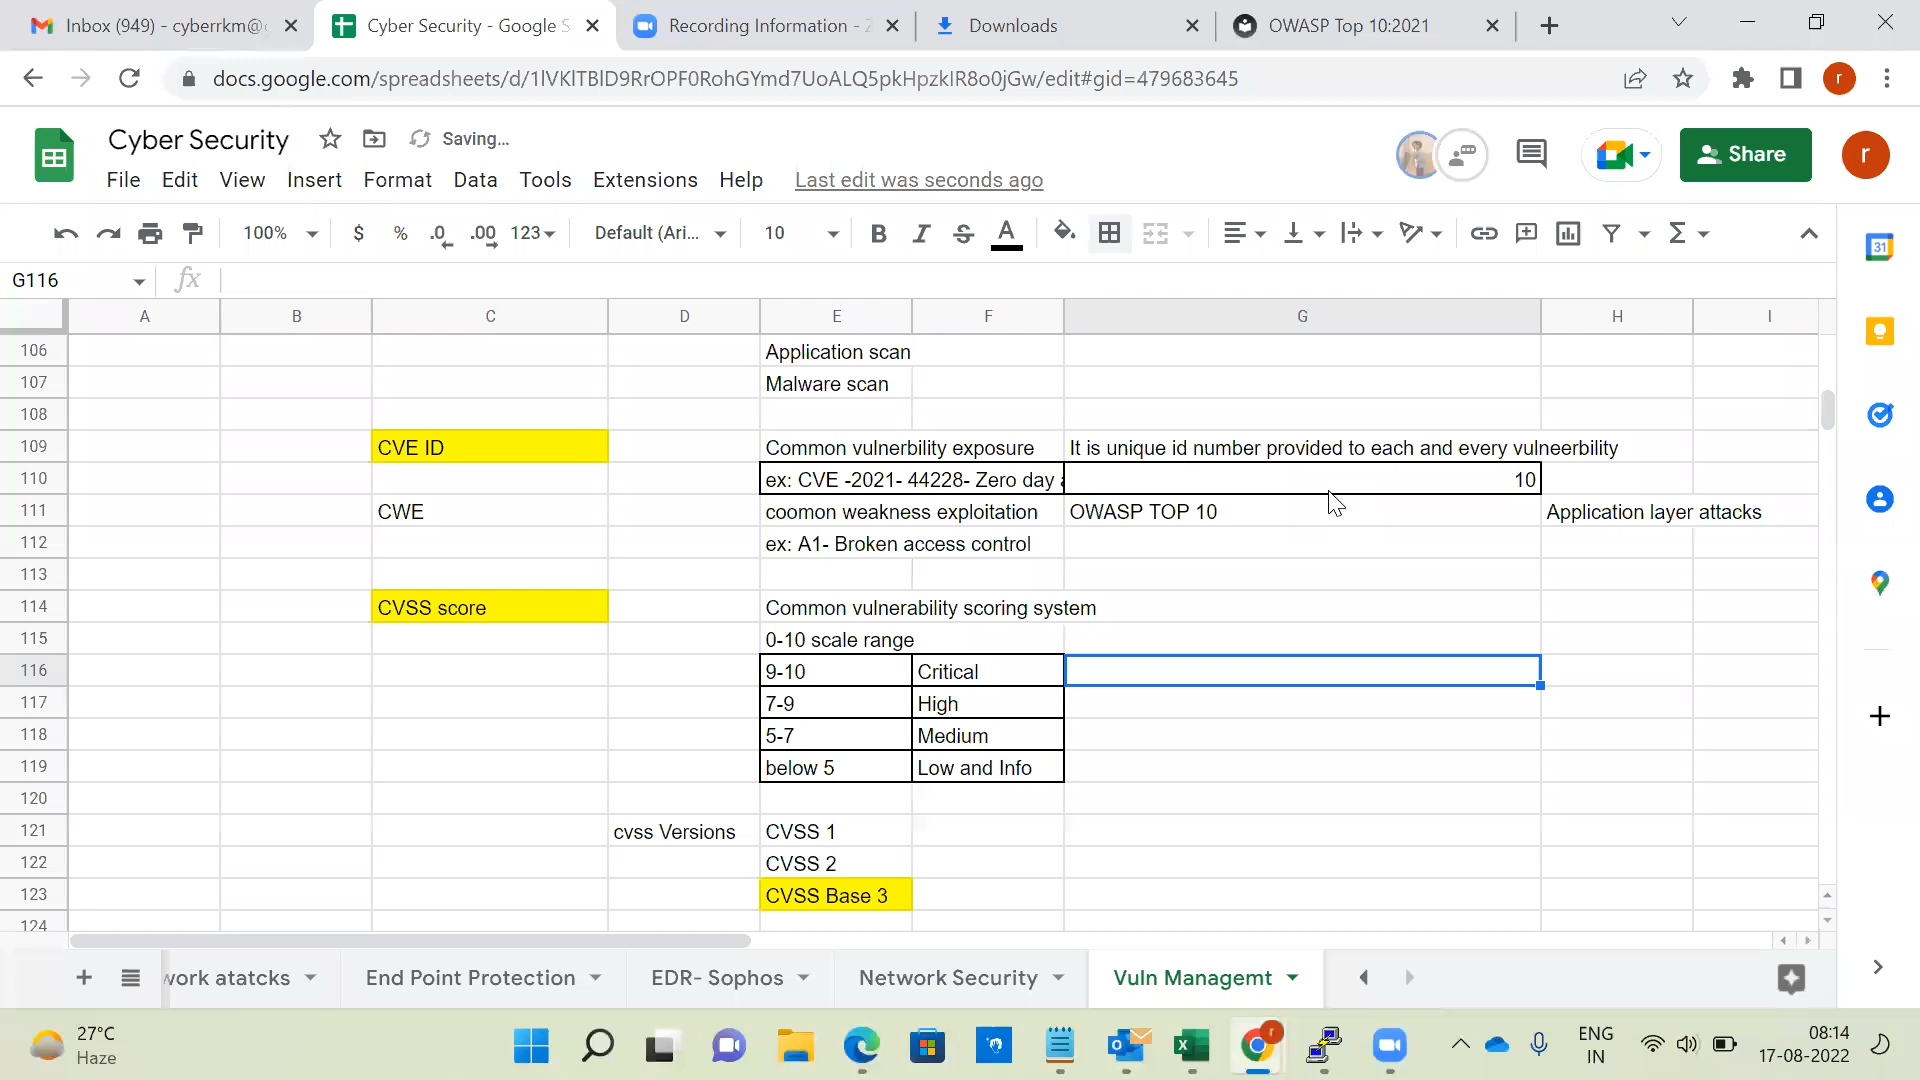 Inbox (949) - cyberrkm@
Cyber Security - Google S
Recording Information -
Downloads
OWASP Top 10:2021
docs.google.com/spreadsheets/d/1lVKlTBlD9RrOPF0RohGYmd7UoALQ5pkHpzkIR8o0jGw/edit#gid=479683645
r
Cyber Security
Saving...
Share
r
File Edit View Insert Format Data Tools Extensions Help Last edit was seconds ago
100% $ % .0 .00 123 Default (Ari... 10 B I S A
31
G116
fx
A B C D E F G H I
106 Application scan
107 Malware scan
108
109 CVE ID Common vulnerbility exposure It is unique id number provided to each and every vulneerbility
110 ex: CVE -2021- 44228- Zero day 10
111 CWE coomon weakness exploitation OWASP TOP 10 Application layer attacks
112 ex: A1- Broken access control
113
114 CVSS score Common vulnerability scoring system
115 0-10 scale range
116 9-10 Critical
117 7-9 High
118 5-7 Medium
119 below 5 Low and Info
120
121 cvss Versions CVSS 1
122 CVSS 2
123 CVSS Base 3
124
work atatcks End Point Protection EDR- Sophos Network Security Vuln Managemt
27°C
Haze
ENG
IN
08:14
17-08-2022